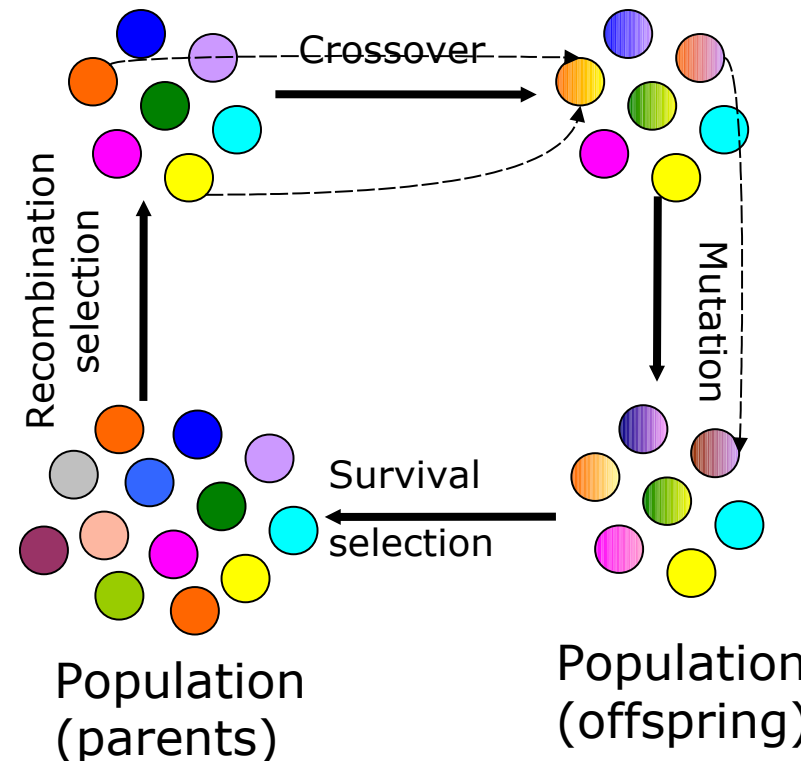 Crossover
Recombination
selection
Mutation
Survival
selection
Population
(parents)
Population
(offspring)